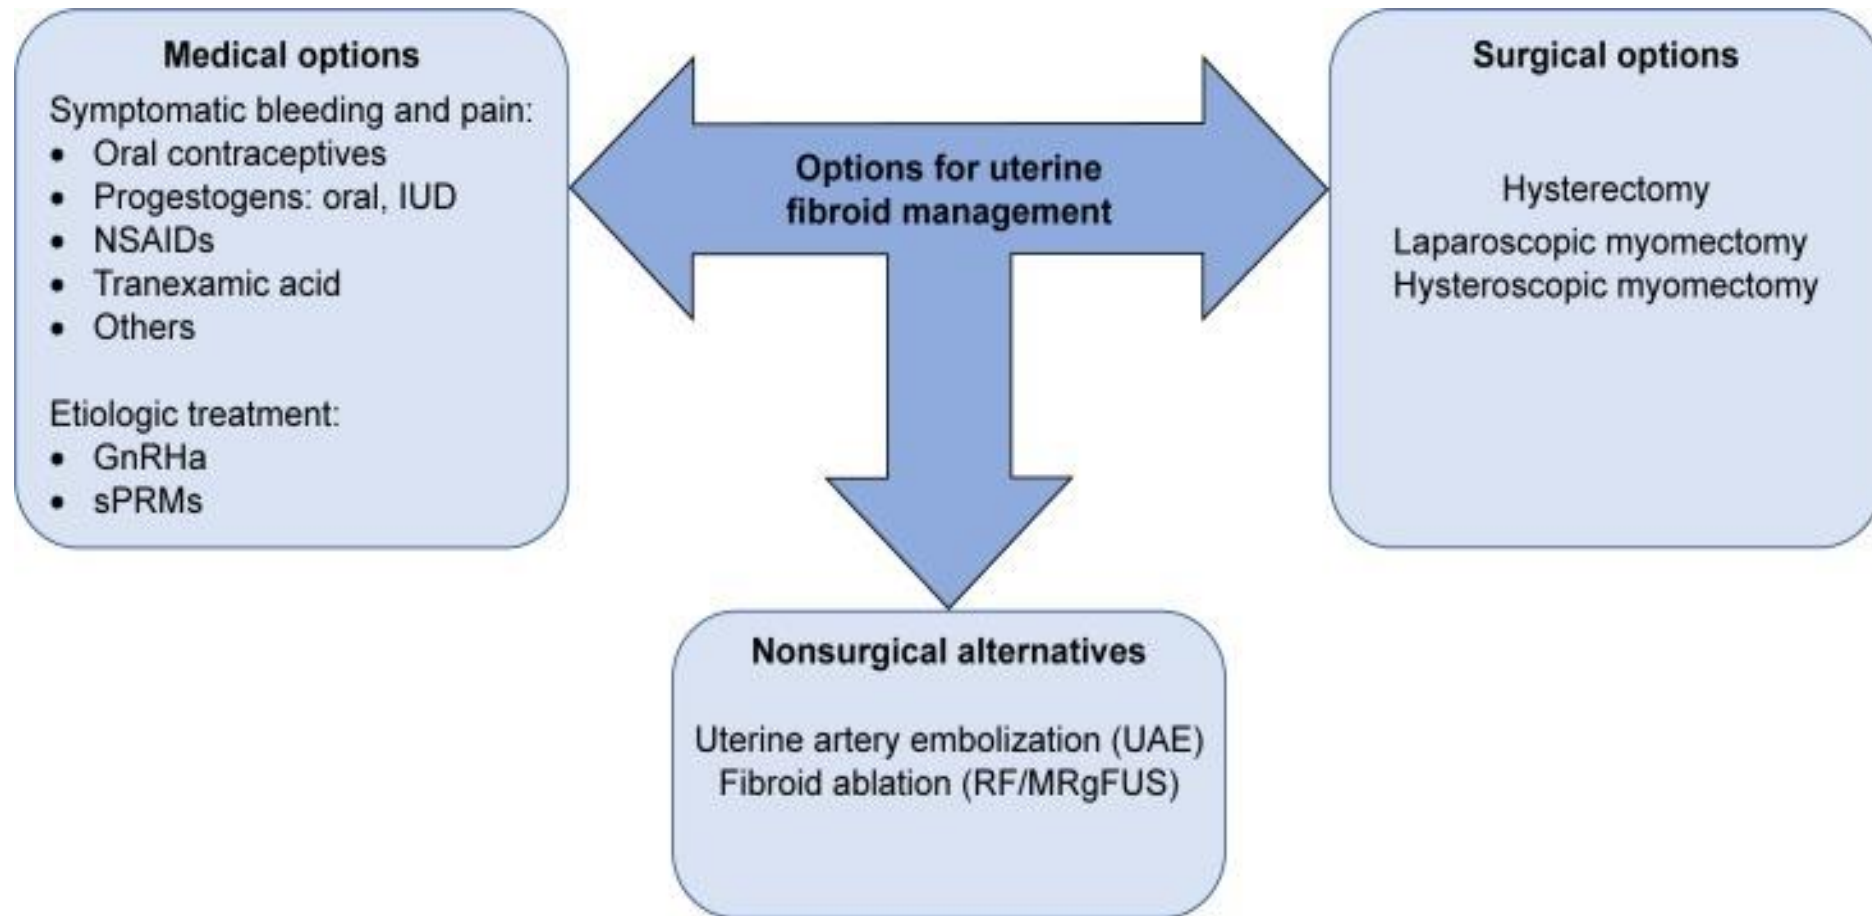 Medical options
Symptomatic bleeding and pain:
• Oral contraceptives
• Progestogens: oral, IUD
• NSAIDs
• Tranexamic acid
• Others
Etiologic treatment:
• GnRHa
• sPRMs
Options for uterine
fibroid management
Surgical options
Hysterectomy
Laparoscopic myomectomy
Hysteroscopic myomectomy
Nonsurgical alternatives
Uterine artery embolization (UAE)
Fibroid ablation (RF/MRgFUS)